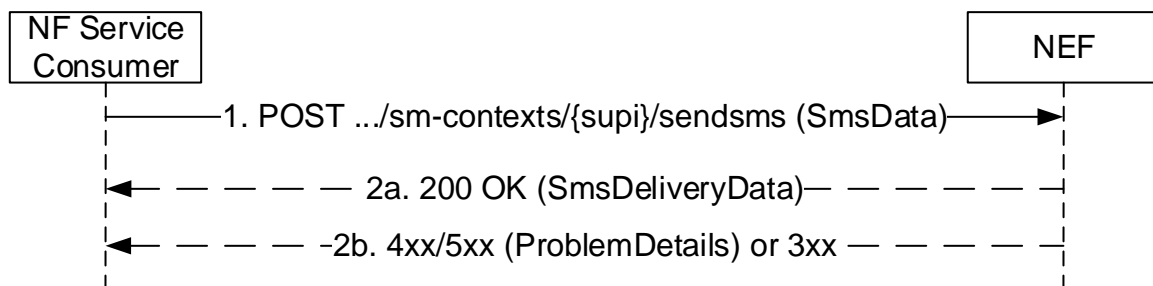 NF Service
Consumer
NEF
1. POST .../sm-contexts/{supi}/sendsms (SmsData)
2a. 200 OK (SmsDeliveryData)
2b. 4xx/5xx (ProblemDetails) or 3xx